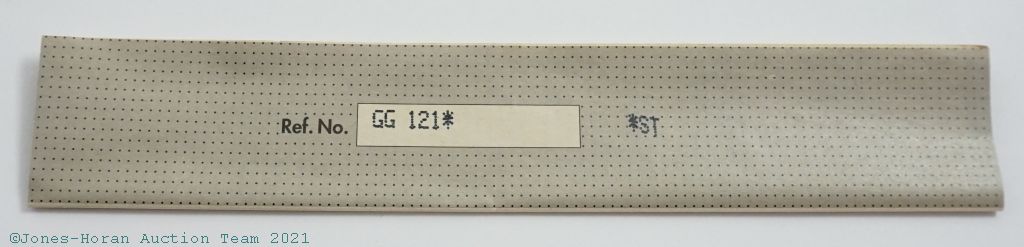 Ref. No. GG 121* *ST
©Jones-Horan Auction Team 2021